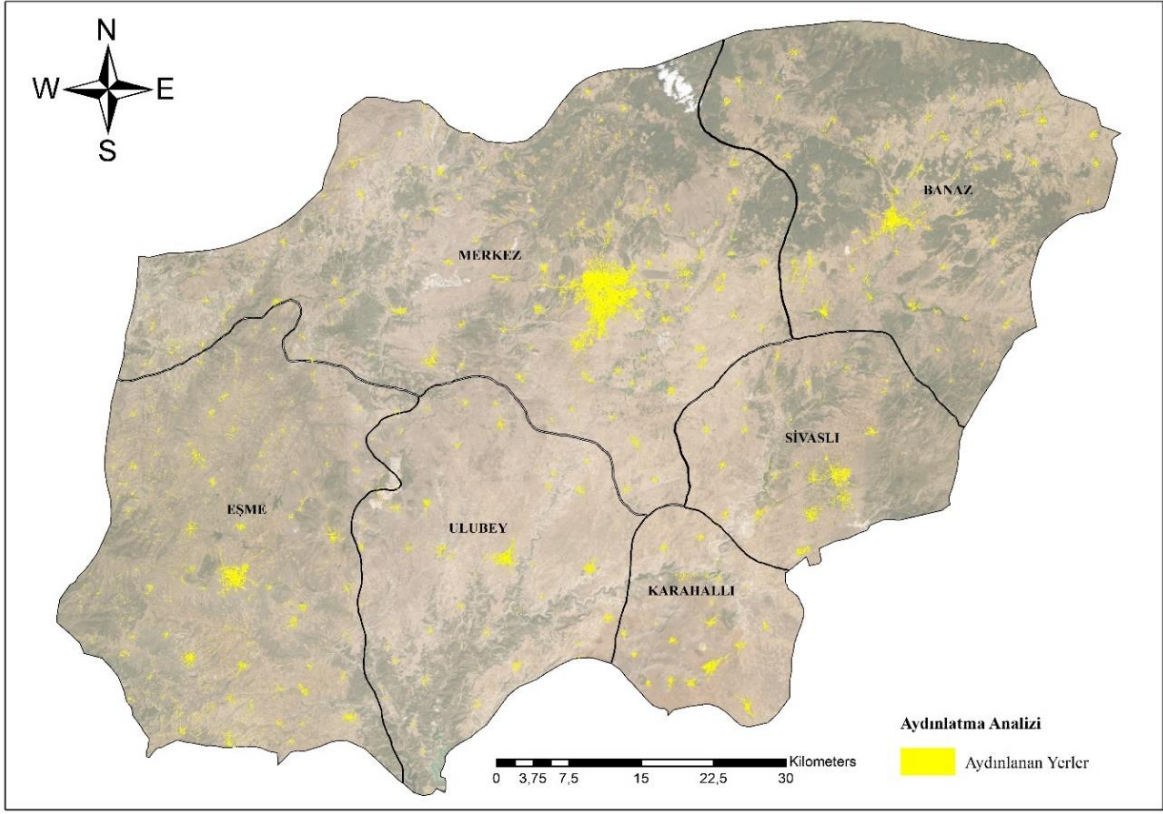 N
W E
S
BANAZ
MERKEZ
SİVASLI
EŞME
ULUBEY
KARAHALLI
Aydınlatma Analizi
Aydınlanan Yerler
Kilometers
0 3,75 7,5 15 22,5 30